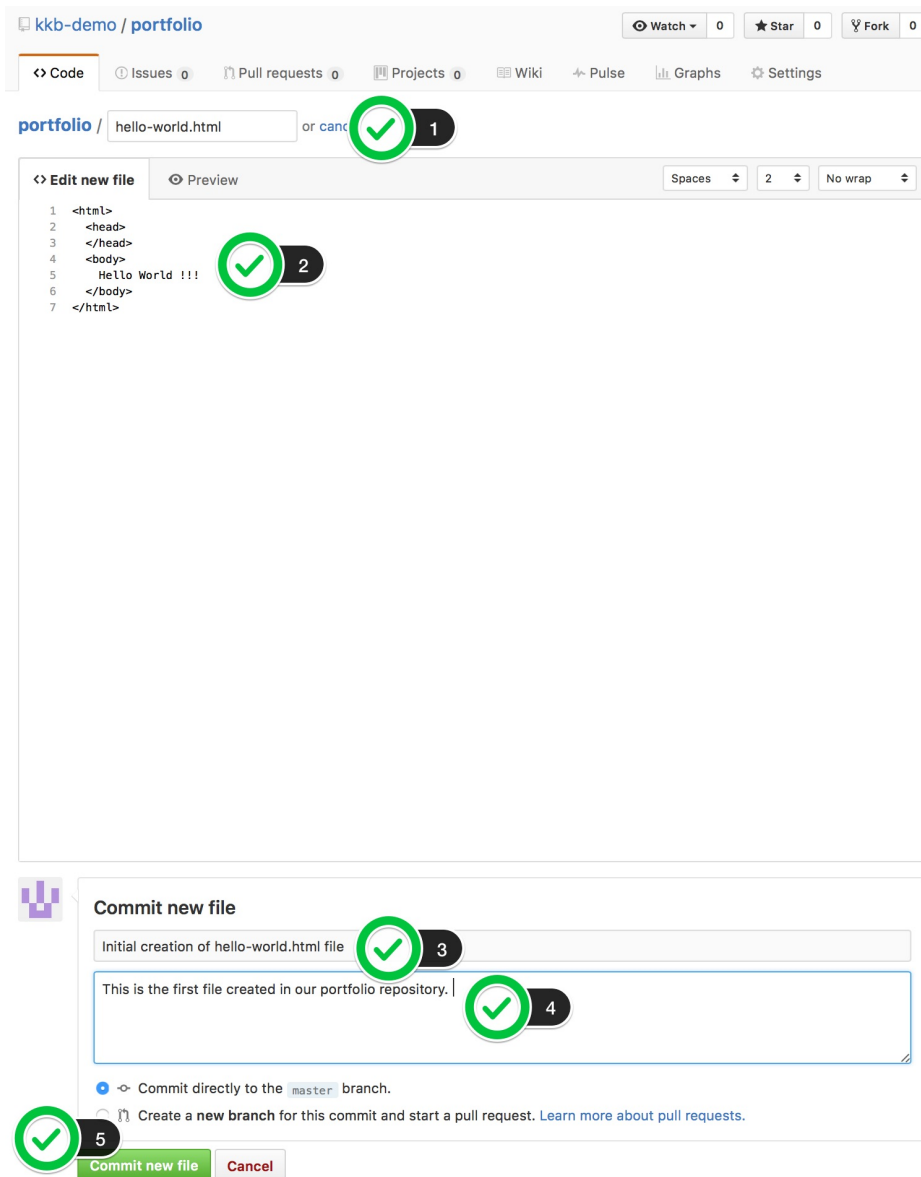 kkb-demo / portfolio
Watch 0 Star 0 Fork 0
Code Issues 0 Pull requests 0 Projects 0 Wiki Pulse Graphs Settings
portfolio / hello-world.html or canc 1
Edit new file Preview Spaces 2 No wrap
1 <html>
2 <head>
3 </head>
4 <body>
5 Hello World !!!
6 </body>
7 </html>
2
Commit new file
Initial creation of hello-world.html file 3
This is the first file created in our portfolio repository. 4
Commit directly to the master branch.
Create a new branch for this commit and start a pull request. Learn more about pull requests.
5
Commit new file Cancel